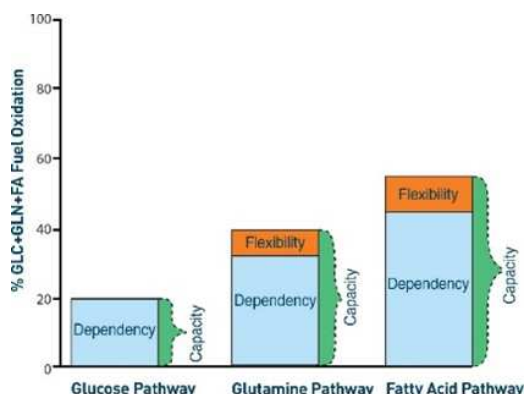 % GLC+GLN+FA Fuel Oxidation
100
80
60
40
20
0
Dependency
Capacity
Flexibility
Dependency
Capacity
Flexibility
Dependency
Capacity
Glucose Pathway
Glutamine Pathway
Fatty Acid Pathway